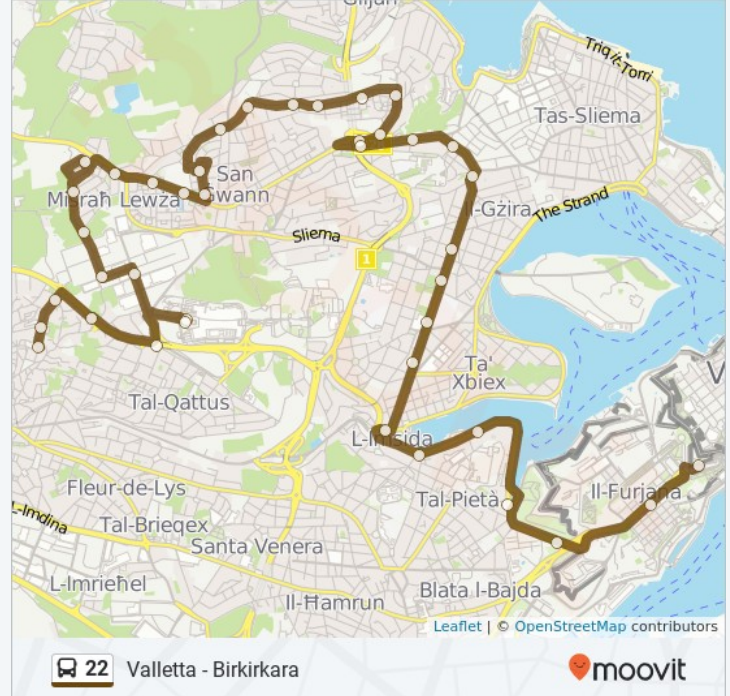 Ġiljan
Triq it-Torri
Tas-Sliema
San
Ġwann
Misraħ Lewża
Il-Gżira
The Strand
Sliema
1
Ta'
Xbiex
Tal-Qattus
L-Imsida
V
Fleur-de-Lys
Tal-Pietà
Il-Furjana
L-Imdina
Tal-Brieqex
Santa Venera
L-Imrieħel
Il-Ħamrun
Blata l-Bajda
Leaflet | © OpenStreetMap contributors
22 Valletta - Birkirkara
moovit